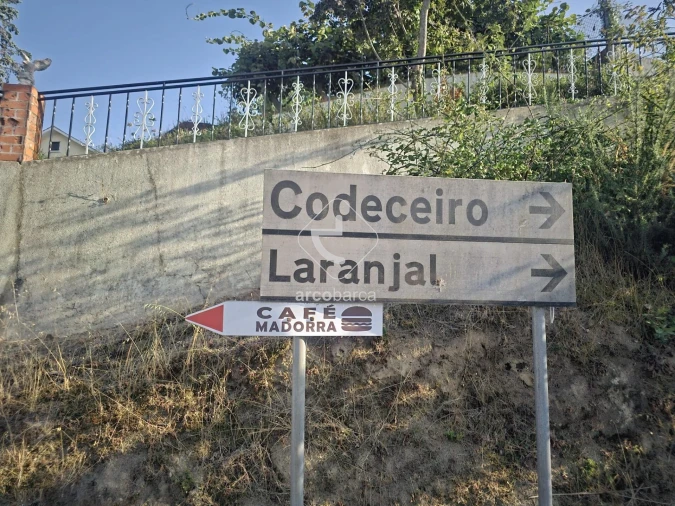 Codeceiro →
Laranjal →
arcobarca
CAFÉ
MADORRA